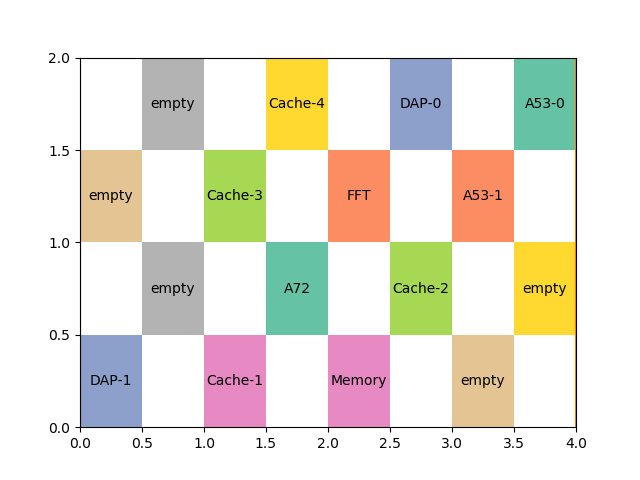 2.0
empty Cache-4 DAP-0 A53-0
1.5
empty Cache-3 FFT A53-1
1.0
empty A72 Cache-2 empty
0.5
DAP-1 Cache-1 Memory empty
0.0
0.0 0.5 1.0 1.5 2.0 2.5 3.0 3.5 4.0